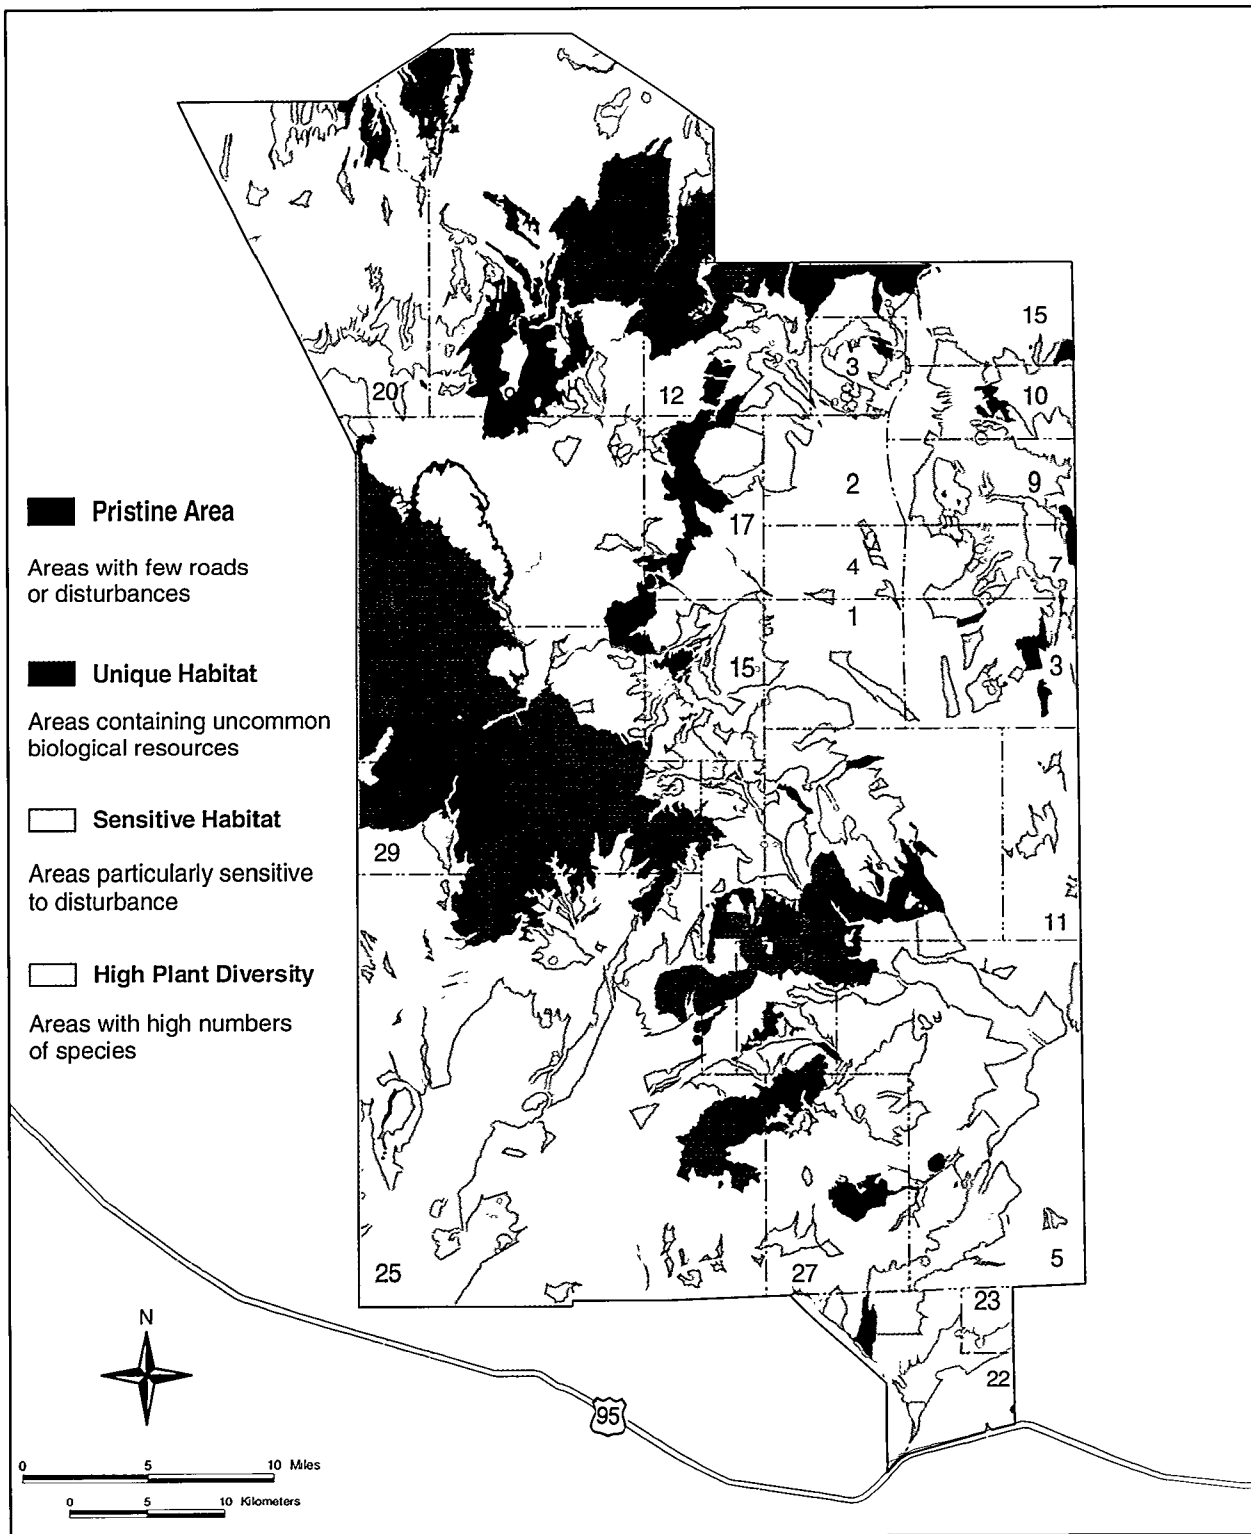 15
3
20
12
10
2
9
17
4
7
1
15
3
29
11
25
27
5
23
22
Pristine Area
Areas with few roads
or disturbances
Unique Habitat
Areas containing uncommon
biological resources
Sensitive Habitat
Areas particularly sensitive
to disturbance
High Plant Diversity
Areas with high numbers
of species
N
95
0 5 10 Miles
0 5 10 Kilometers